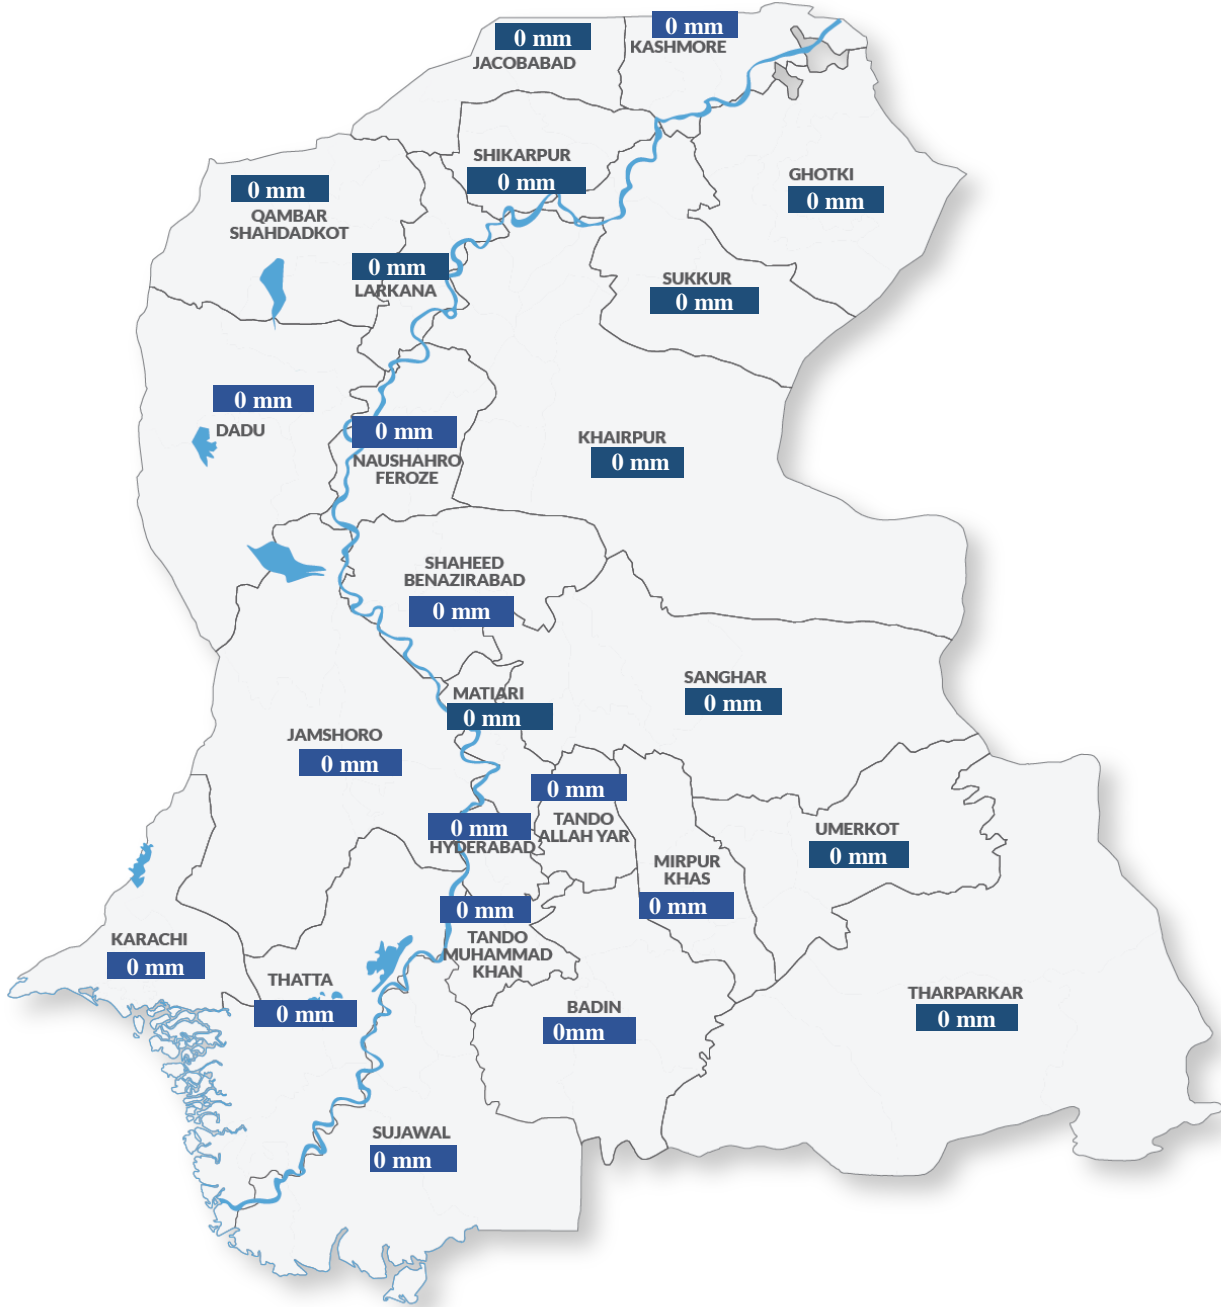 0 mm
KASHMORE
0 mm
JACOBABAD
SHIKARPUR
0 mm
GHOTKI
0 mm
0 mm
QAMBAR
SHAHDADKOT
0 mm
LARKANA
SUKKUR
0 mm
0 mm
DADU
0 mm
NAUSHAHRO
FEROZE
KHAIRPUR
0 mm
SHAHEED
BENAZIRABAD
0 mm
SANGHAR
0 mm
MATIARI
0 mm
JAMSHORO
0 mm
0 mm
TANDO
ALLAH YAR
0 mm
HYDERABAD
UMERKOT
0 mm
MIRPUR
KHAS
0 mm
0 mm
TANDO
MUHAMMAD
KHAN
KARACHI
0 mm
THATTA
0 mm
BADIN
0mm
THARPARKAR
0 mm
SUJAWAL
0 mm